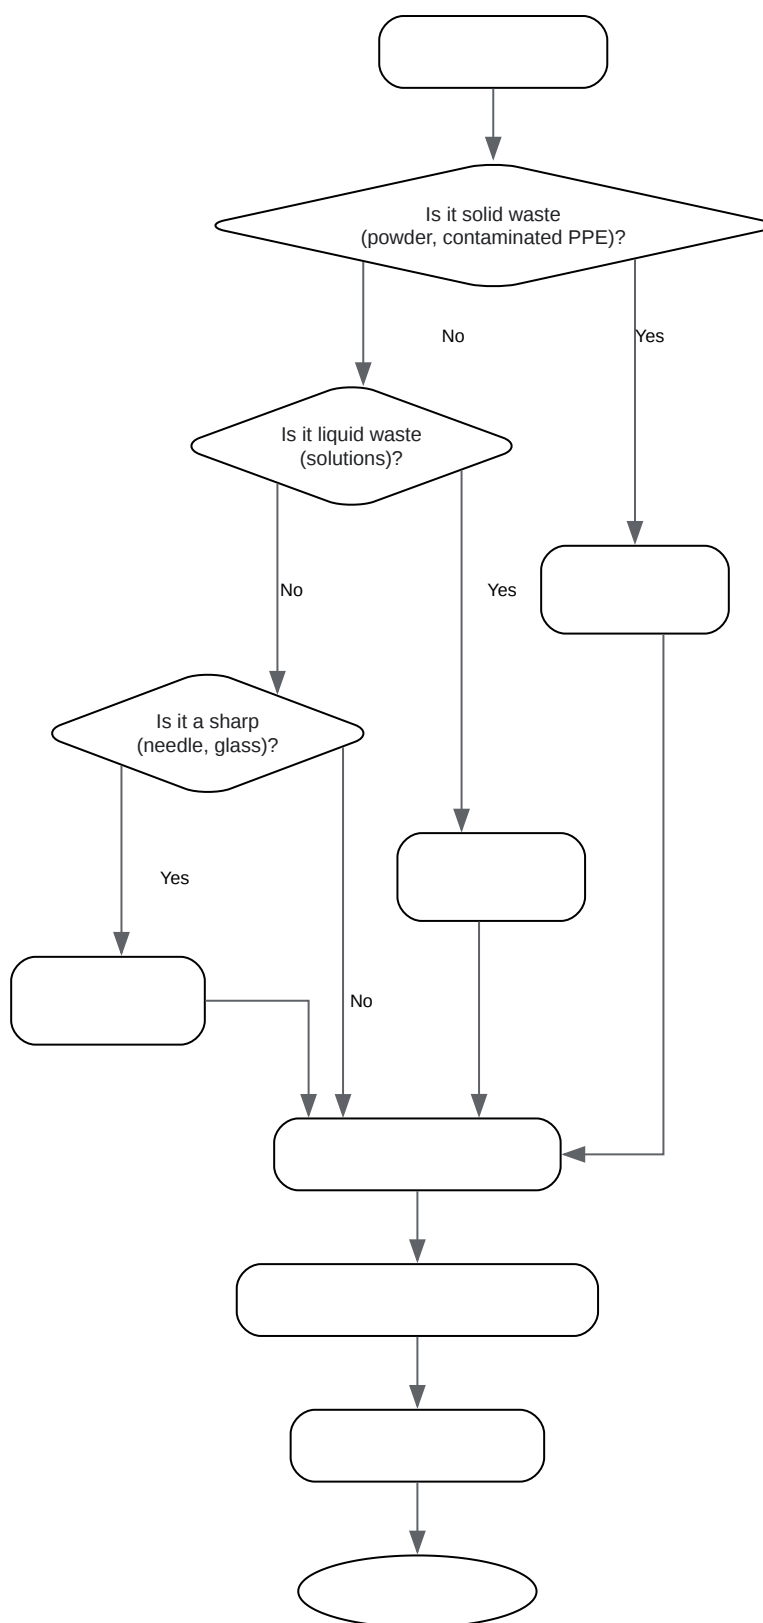 Is it solid waste
(powder, contaminated PPE)?
No
Yes
Is it liquid waste
(solutions)?
No
Yes
Is it a sharp
(needle, glass)?
Yes
No